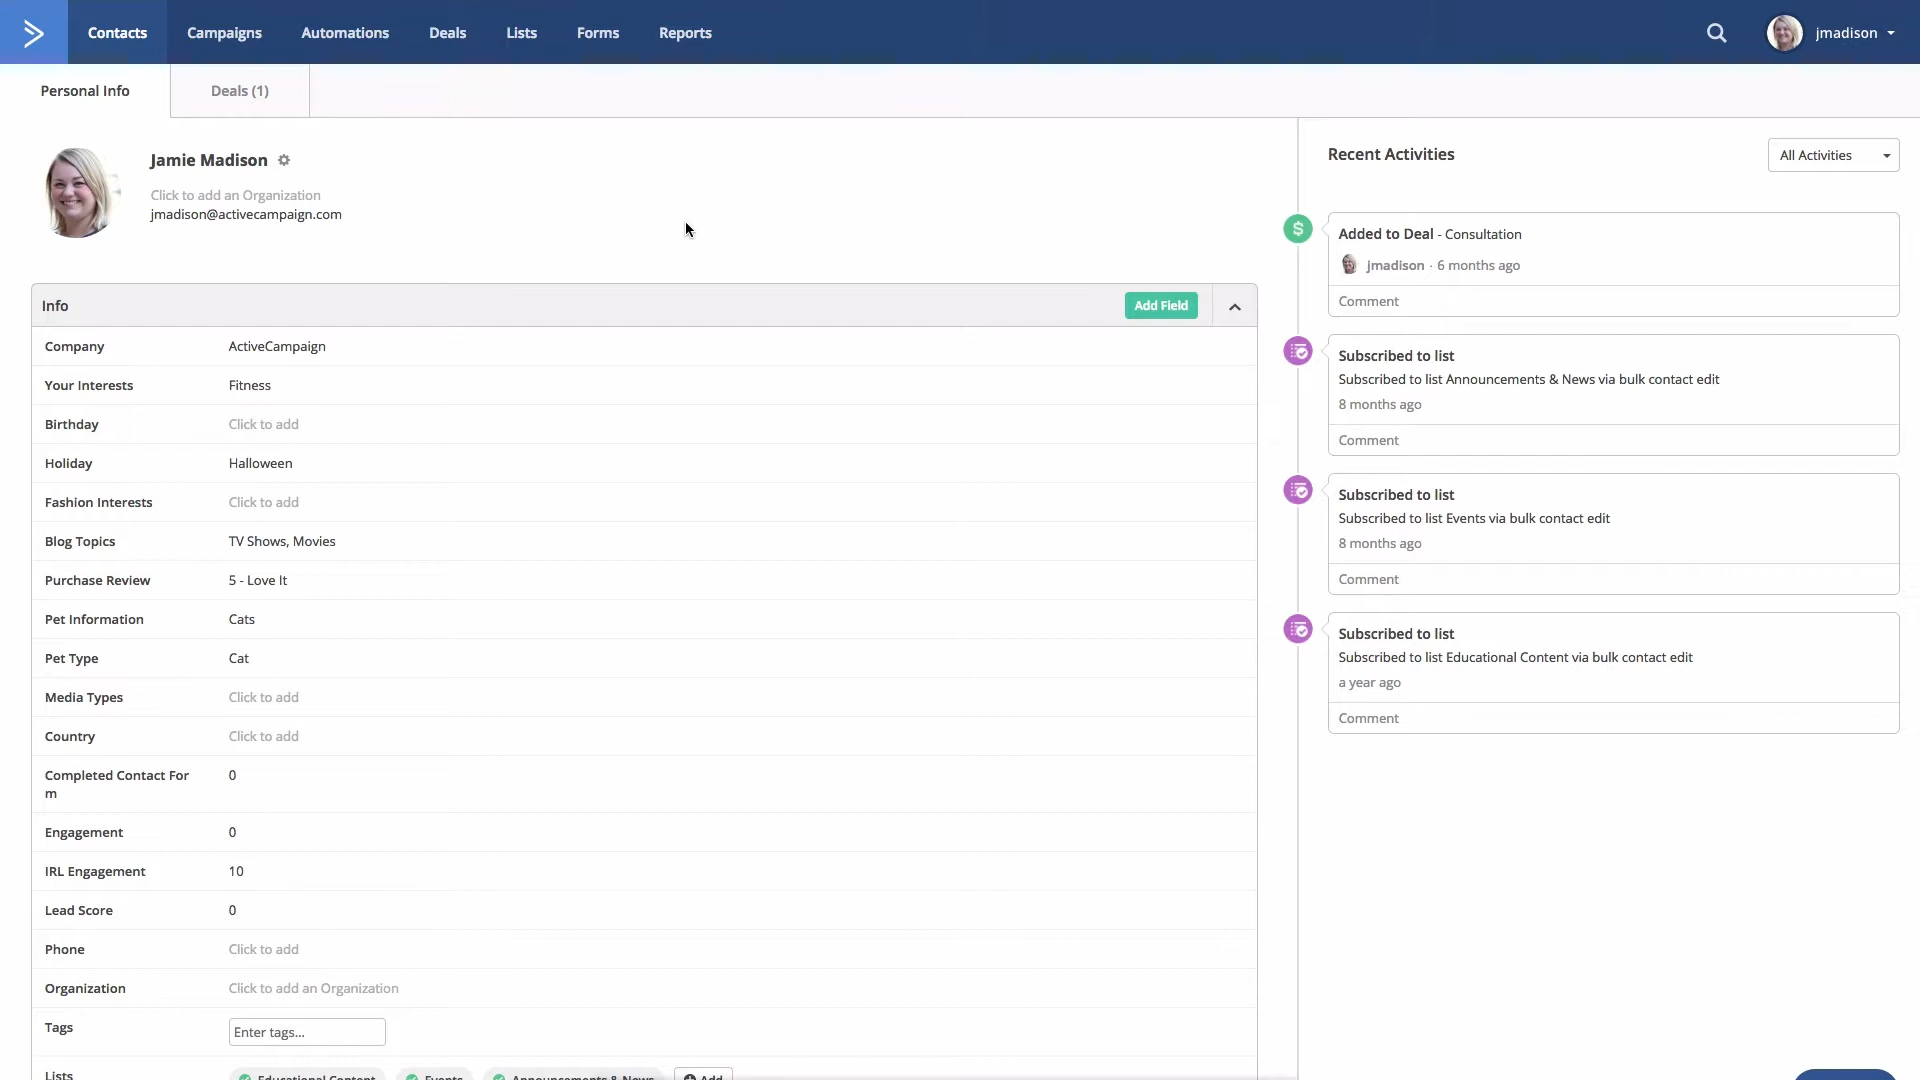 Contacts
Campaigns
Automations
Deals
Lists
Forms
Reports
jmadison
Personal Info
Deals (1)
Jamie Madison
Click to add an Organization
jmadison@activecampaign.com
Info
Add Field
Company
ActiveCampaign
Your Interests
Fitness
Birthday
Click to add
Holiday
Halloween
Fashion Interests
Click to add
Blog Topics
TV Shows, Movies
Purchase Review
5 - Love It
Pet Information
Cats
Pet Type
Cat
Media Types
Click to add
Country
Click to add
Completed Contact For
m
0
Engagement
0
IRL Engagement
10
Lead Score
0
Phone
Click to add
Organization
Click to add an Organization
Tags
Enter tags...
Lists
Educational Content
Events
Announcements & News
Add
Recent Activities
All Activities
$
Added to Deal - Consultation
jmadison · 6 months ago
Comment
Subscribed to list
Subscribed to list Announcements & News via bulk contact edit
8 months ago
Comment
Subscribed to list
Subscribed to list Events via bulk contact edit
8 months ago
Comment
Subscribed to list
Subscribed to list Educational Content via bulk contact edit
a year ago
Comment